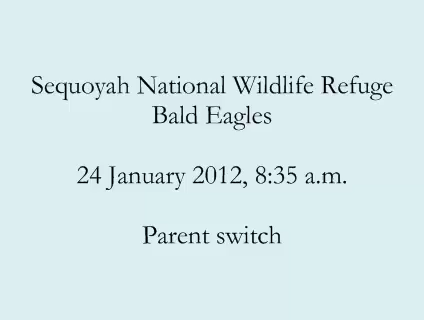 Sequoyah National Wildlife Refuge
Bald Eagles
24 January 2012, 8:35 a.m.
Parent switch